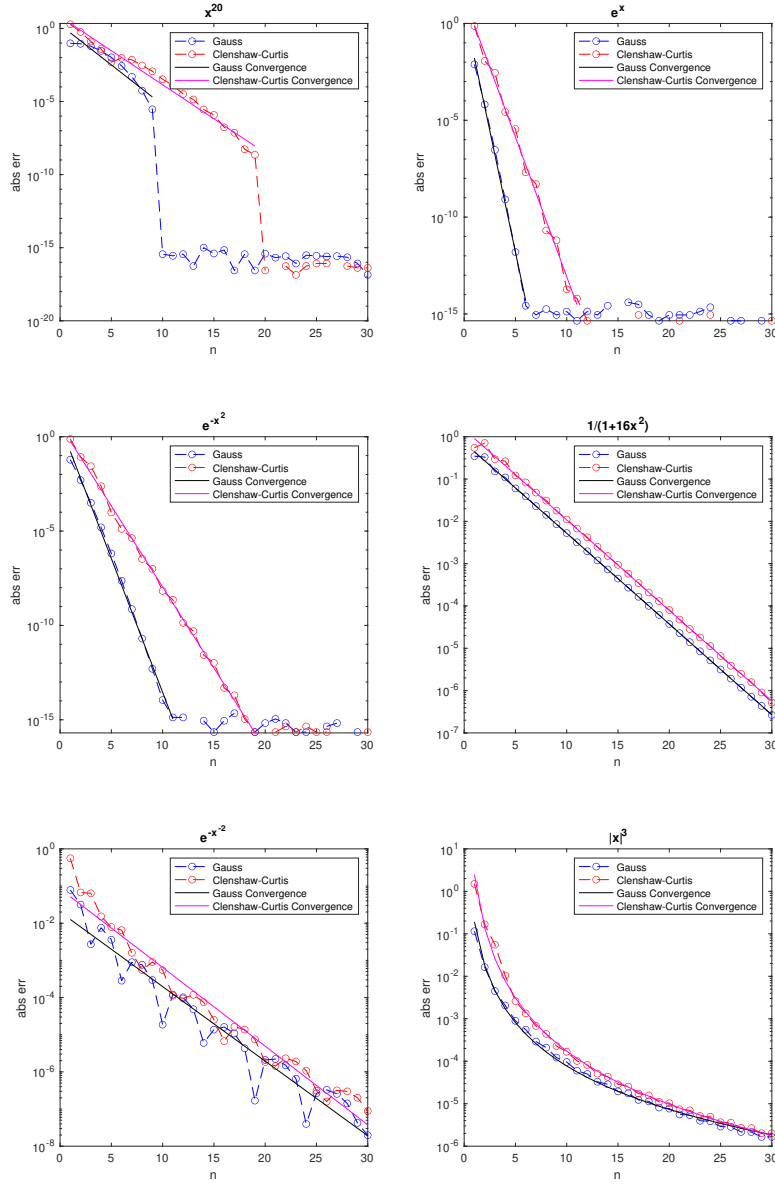 x^20
10^0
10^-5
10^-10
10^-15
10^-20
abs err
0 5 10 15 20 25 30
n
Gauss
Clenshaw-Curtis
Gauss Convergence
Clenshaw-Curtis Convergence
e^x
10^0
10^-5
10^-10
10^-15
abs err
0 5 10 15 20 25 30
n
Gauss
Clenshaw-Curtis
Gauss Convergence
Clenshaw-Curtis Convergence
e^-x^2
10^0
10^-5
10^-10
10^-15
abs err
0 5 10 15 20 25 30
n
Gauss
Clenshaw-Curtis
Gauss Convergence
Clenshaw-Curtis Convergence
1/(1+16x^2)
10^0
10^-1
10^-2
10^-3
10^-4
10^-5
10^-6
10^-7
abs err
0 5 10 15 20 25 30
n
Gauss
Clenshaw-Curtis
Gauss Convergence
Clenshaw-Curtis Convergence
e^-x^-2
10^0
10^-2
10^-4
10^-6
10^-8
abs err
0 5 10 15 20 25 30
n
Gauss
Clenshaw-Curtis
Gauss Convergence
Clenshaw-Curtis Convergence
|x|^3
10^1
10^0
10^-1
10^-2
10^-3
10^-4
10^-5
10^-6
abs err
0 5 10 15 20 25 30
n
Gauss
Clenshaw-Curtis
Gauss Convergence
Clenshaw-Curtis Convergence